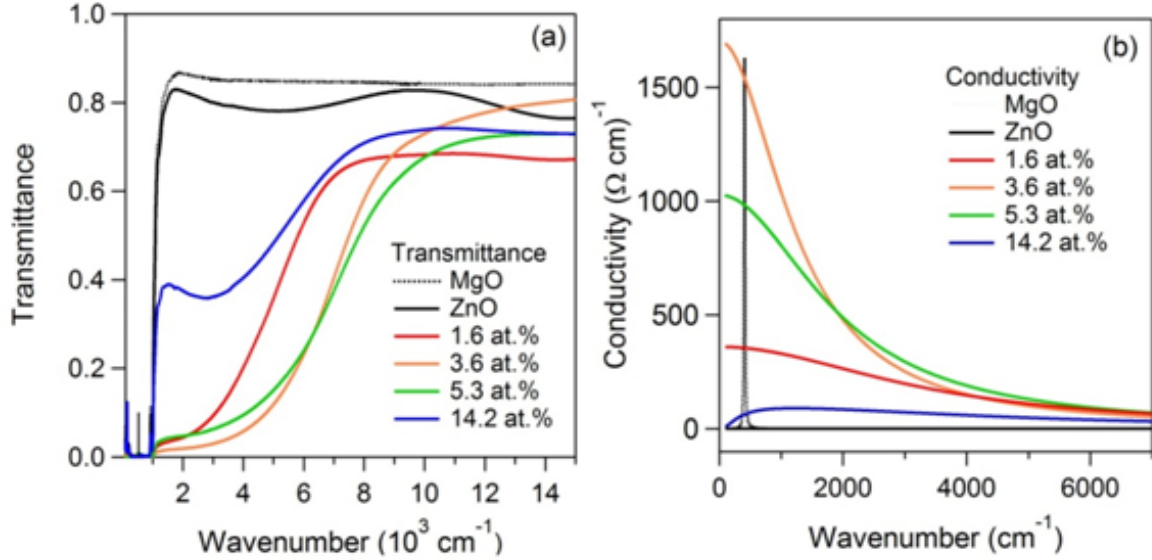 (a)
1.0
0.8
0.6
0.4
0.2
0.0
Transmittance
Transmittance
MgO
ZnO
1.6 at.%
3.6 at.%
5.3 at.%
14.2 at.%
2 4 6 8 10 12 14
Wavenumber (10³ cm⁻¹)
(b)
1500
1000
500
0
Conductivity (Ω cm)⁻¹
Conductivity
MgO
ZnO
1.6 at.%
3.6 at.%
5.3 at.%
14.2 at.%
0 2000 4000 6000
Wavenumber (cm⁻¹)